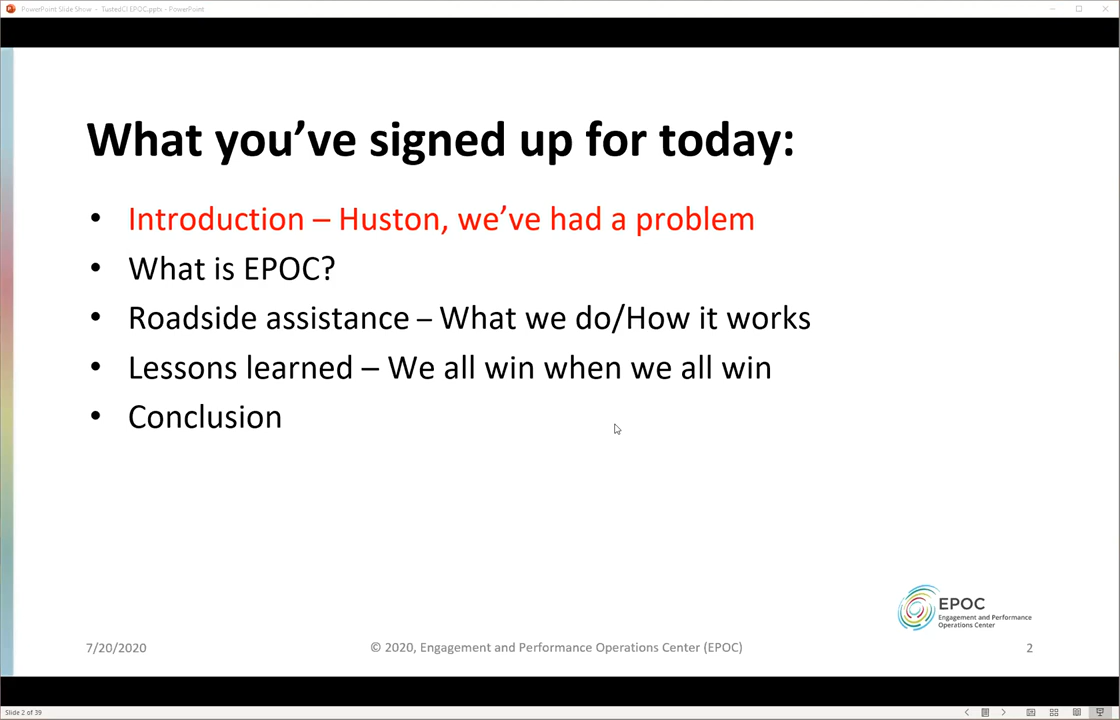 PowerPoint Slide Show - TustedCI EPOC.pptx - PowerPoint
What you’ve signed up for today:
• Introduction – Huston, we’ve had a problem
• What is EPOC?
• Roadside assistance – What we do/How it works
• Lessons learned – We all win when we all win
• Conclusion
EPOC
Engagement and Performance
Operations Center
7/20/2020
© 2020, Engagement and Performance Operations Center (EPOC)
2
Slide 2 of 39